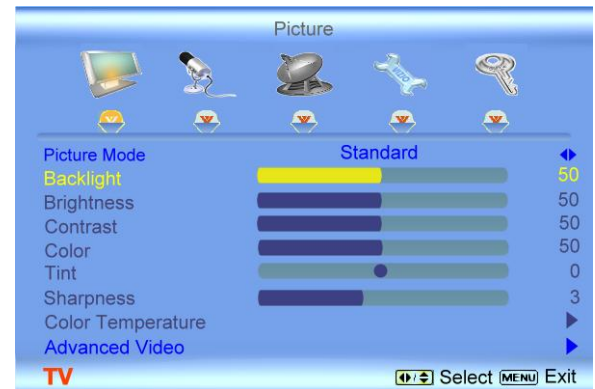 Picture
Picture Mode Standard
Backlight 50
Brightness 50
Contrast 50
Color 50
Tint 0
Sharpness 3
Color Temperature
Advanced Video
TV Select MENU Exit